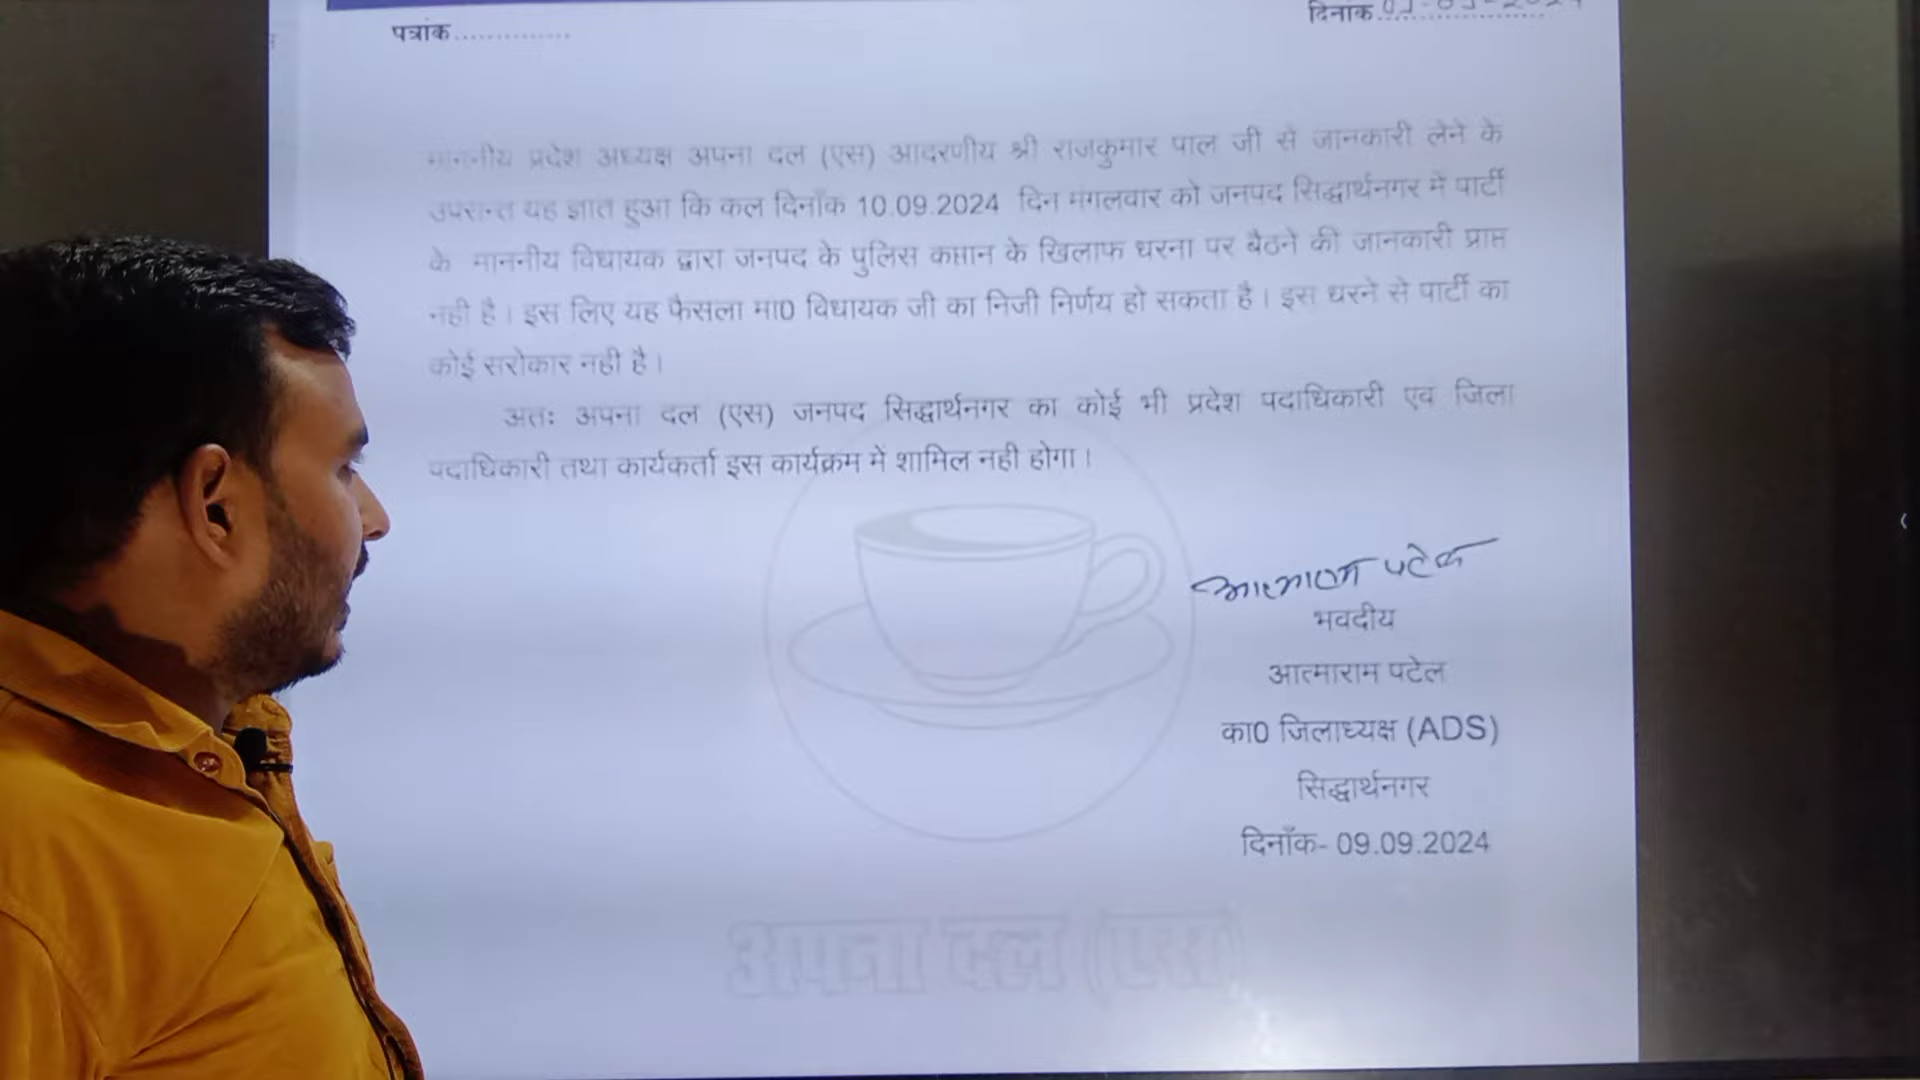 पत्रांक..............
दिनांक
माननीय प्रदेश अध्यक्ष अपना दल (एस) आदरणीय श्री राजकुमार पाल जी से जानकारी लेने के
उपरान्त यह ज्ञात हुआ कि कल दिनाँक 10.09.2024 दिन मंगलवार को जनपद सिद्धार्थनगर में पार्टी
के माननीय विधायक द्वारा जनपद के पुलिस कप्तान के खिलाफ धरना पर बैठने की जानकारी प्राप्त
नही है। इस लिए यह फैसला मा0 विधायक जी का निजी निर्णय हो सकता है। इस धरने से पार्टी का
कोई सरोकार नही है।
अतः अपना दल (एस) जनपद सिद्धार्थनगर का कोई भी प्रदेश पदाधिकारी एव जिला
पदाधिकारी तथा कार्यकर्ता इस कार्यक्रम में शामिल नही होगा।
आत्माराम पटेल
भवदीय
आत्माराम पटेल
का0 जिलाध्यक्ष (ADS)
सिद्धार्थनगर
दिनाँक- 09.09.2024
अपना दल (एस)